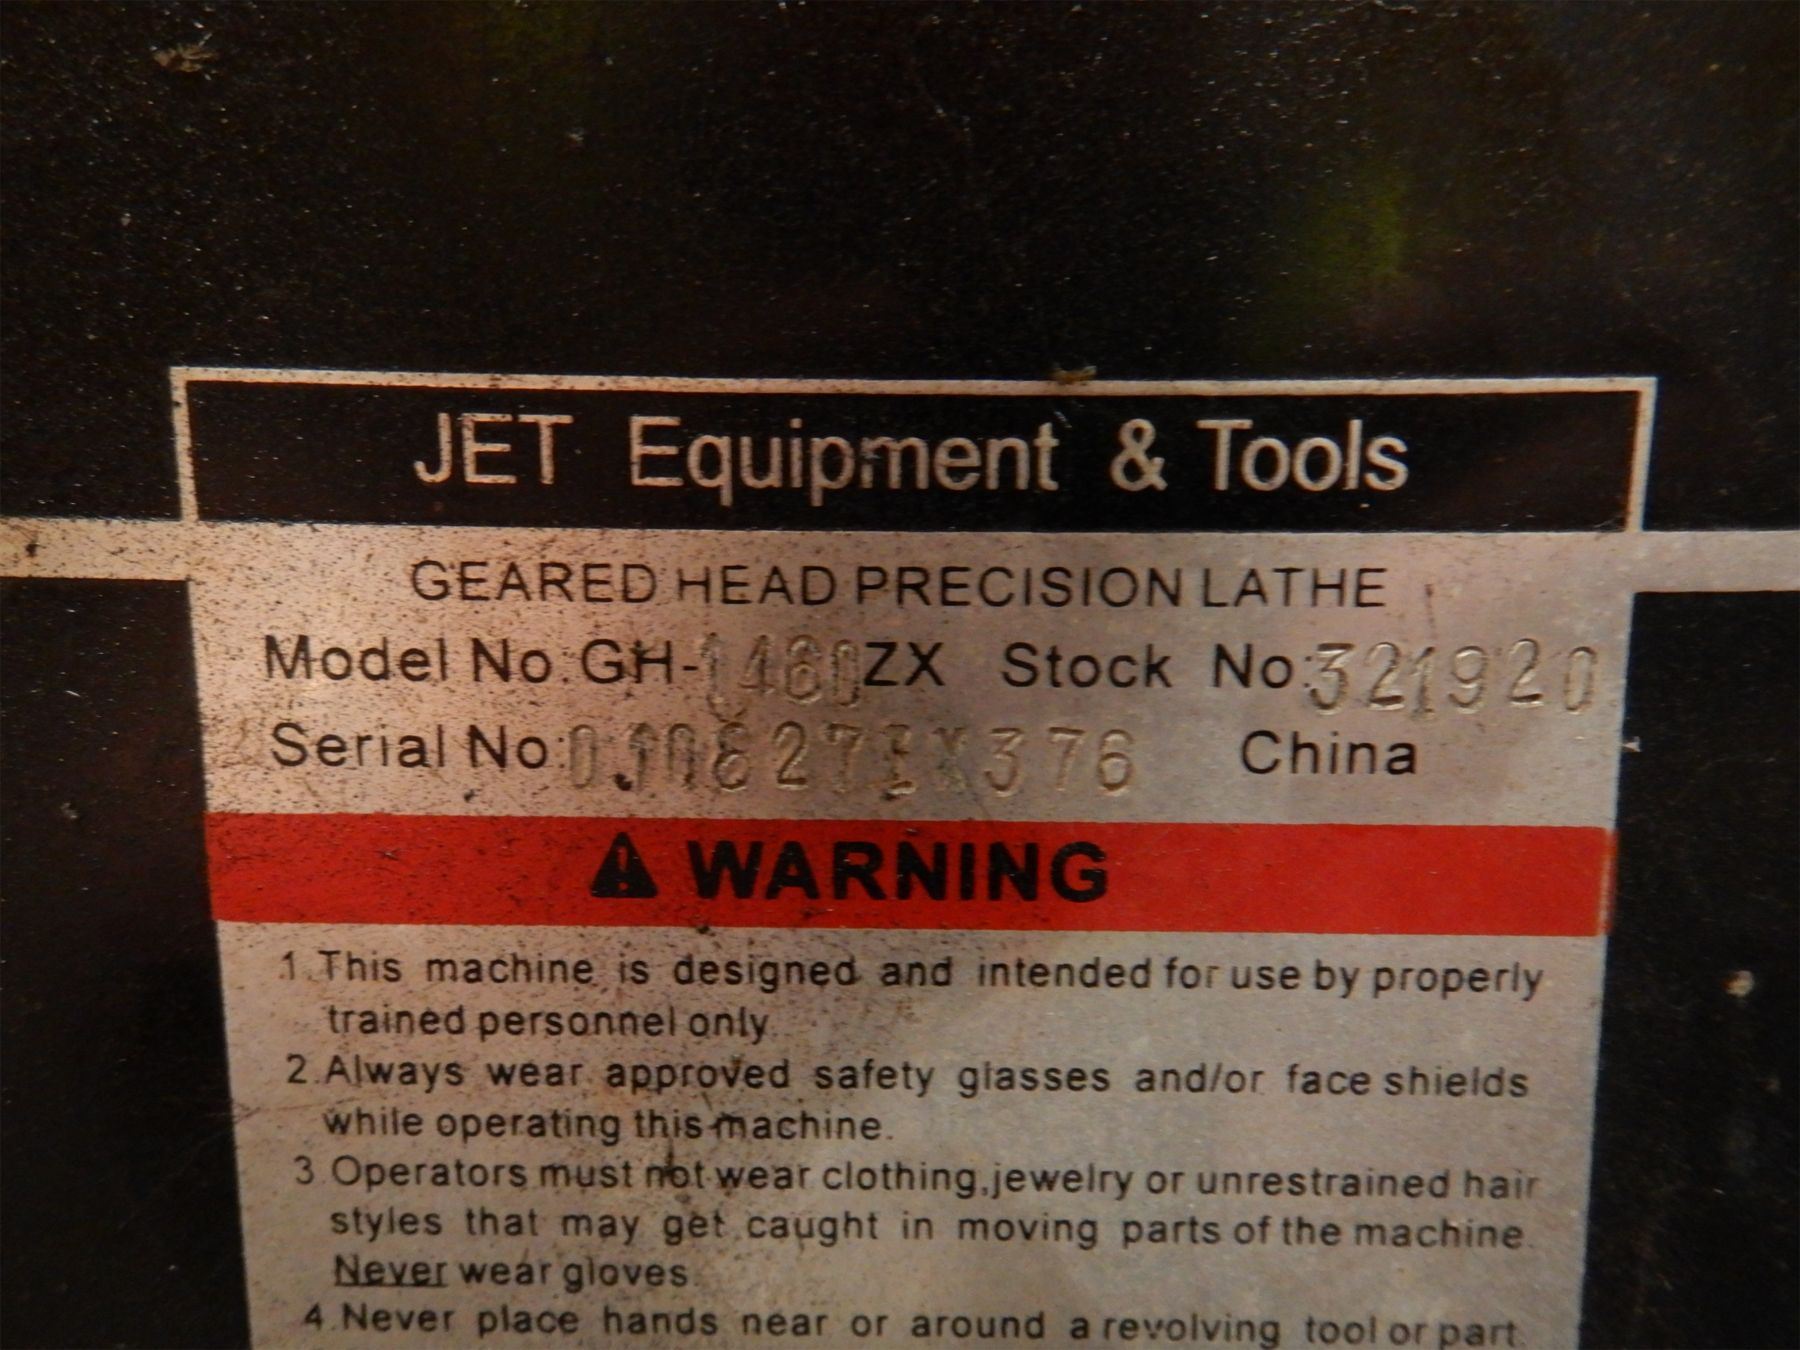 JET Equipment & Tools
GEARED HEAD PRECISION LATHE
Model No.GH-1460ZX Stock No:321920
Serial No: China
WARNING
1.This machine is designed and intended for use by properly
trained personnel only.
2.Always wear approved safety glasses and/or face shields
while operating this machine.
3 Operators must not wear clothing,jewelry or unrestrained hair
styles that may get caught in moving parts of the machine.
Never wear gloves.
4.Never place hands near or around a revolving tool or part.